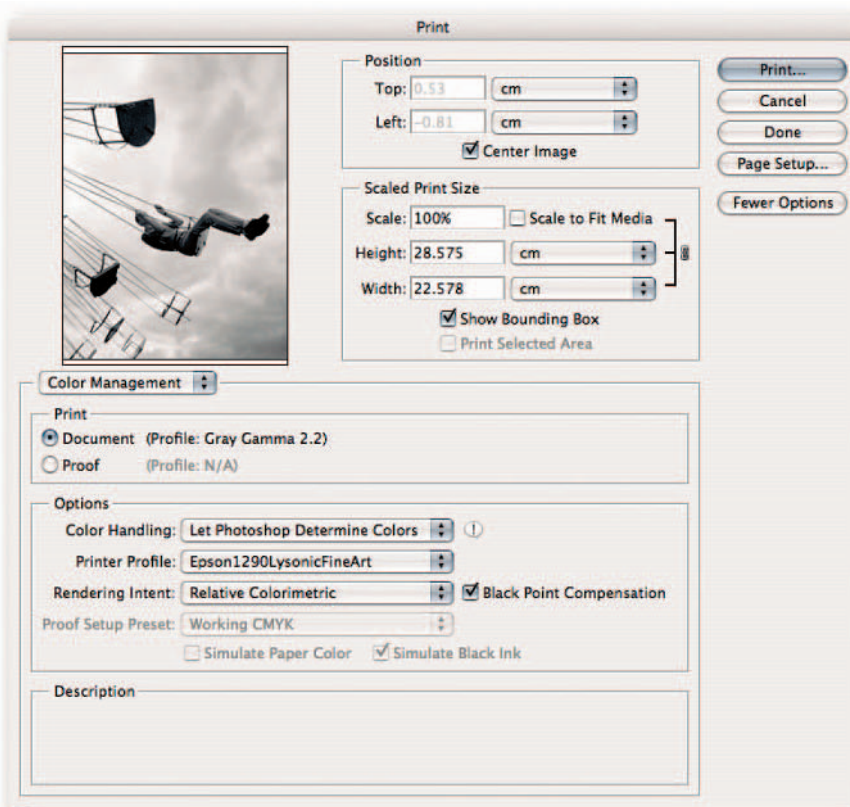 Print
Position
Top: 0.53 cm
Left: -0.81 cm
Center Image
Scaled Print Size
Scale: 100% Scale to Fit Media
Height: 28.575 cm
Width: 22.578 cm
Show Bounding Box
Print Selected Area
Print...
Cancel
Done
Page Setup...
Fewer Options
Color Management
Print
Document (Profile: Gray Gamma 2.2)
Proof (Profile: N/A)
Options
Color Handling: Let Photoshop Determine Colors !
Printer Profile: Epson1290LysonicFineArt
Rendering Intent: Relative Colorimetric Black Point Compensation
Proof Setup Preset: Working CMYK
Simulate Paper Color Simulate Black Ink
Description